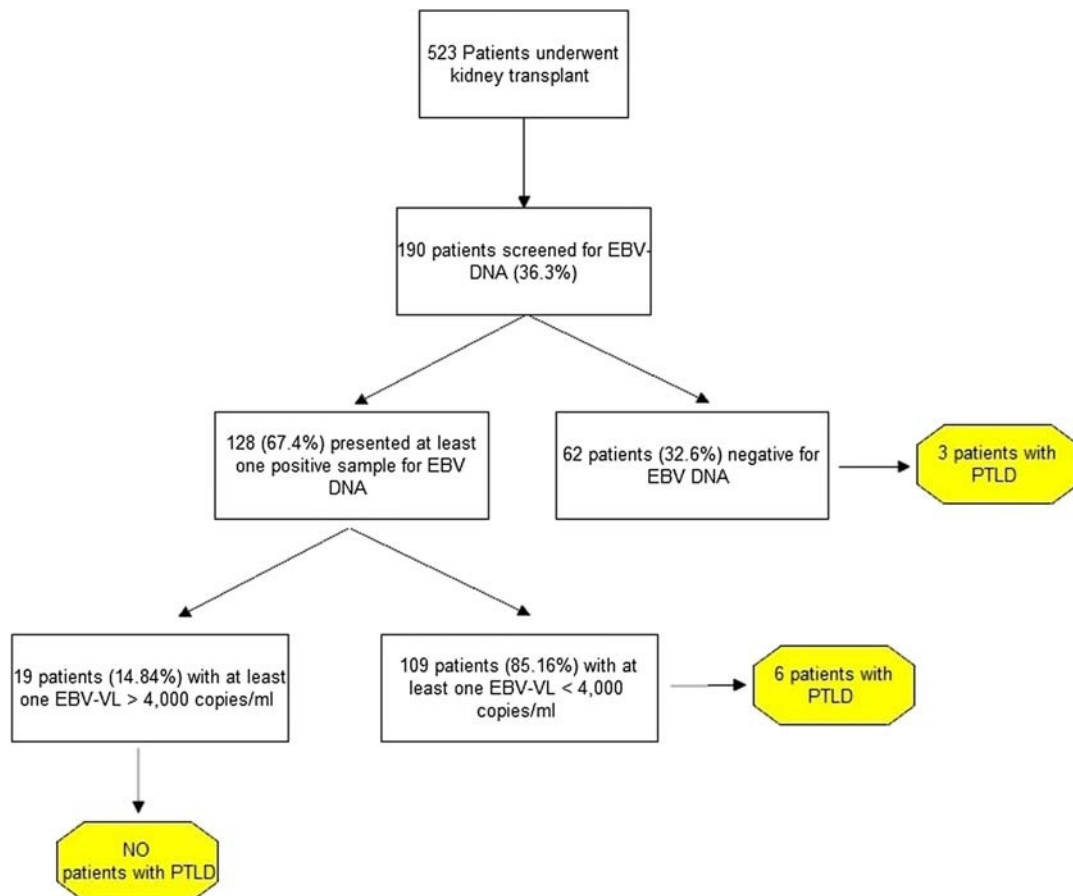 523 Patients underwent
kidney transplant
190 patients screened for EBV-
DNA (36.3%)
128 (67.4%) presented at least
one positive sample for EBV
DNA
62 patients (32.6%) negative for
EBV DNA
3 patients with
PTLD
19 patients (14.84%) with at least
one EBV-VL > 4,000 copies/ml
109 patients (85.16%) with at
least one EBV-VL < 4,000
copies/ml
6 patients with
PTLD
NO
patients with PTLD